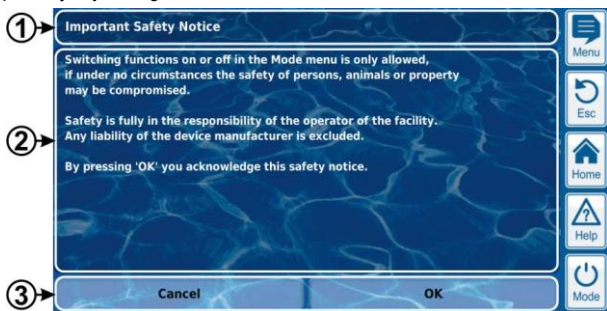 1
Important Safety Notice
Menu
2
Switching functions on or off in the Mode menu is only allowed,
if under no circumstances the safety of persons, animals or property
may be compromised.
Safety is fully in the responsibility of the operator of the facility.
Any liability of the device manufacturer is excluded.
By pressing 'OK' you acknowledge this safety notice.
Esc
Home
?
Help
3
Cancel
OK
Mode